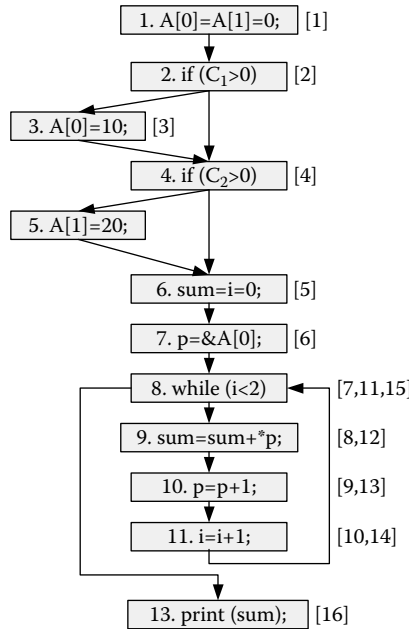 1. A[0]=A[1]=0; [1]
2. if (C₁>0) [2]
3. A[0]=10; [3]
4. if (C₂>0) [4]
5. A[1]=20;
6. sum=i=0; [5]
7. p=&A[0]; [6]
8. while (i<2) [7,11,15]
9. sum=sum+*p; [8,12]
10. p=p+1; [9,13]
11. i=i+1; [10,14]
13. print (sum); [16]